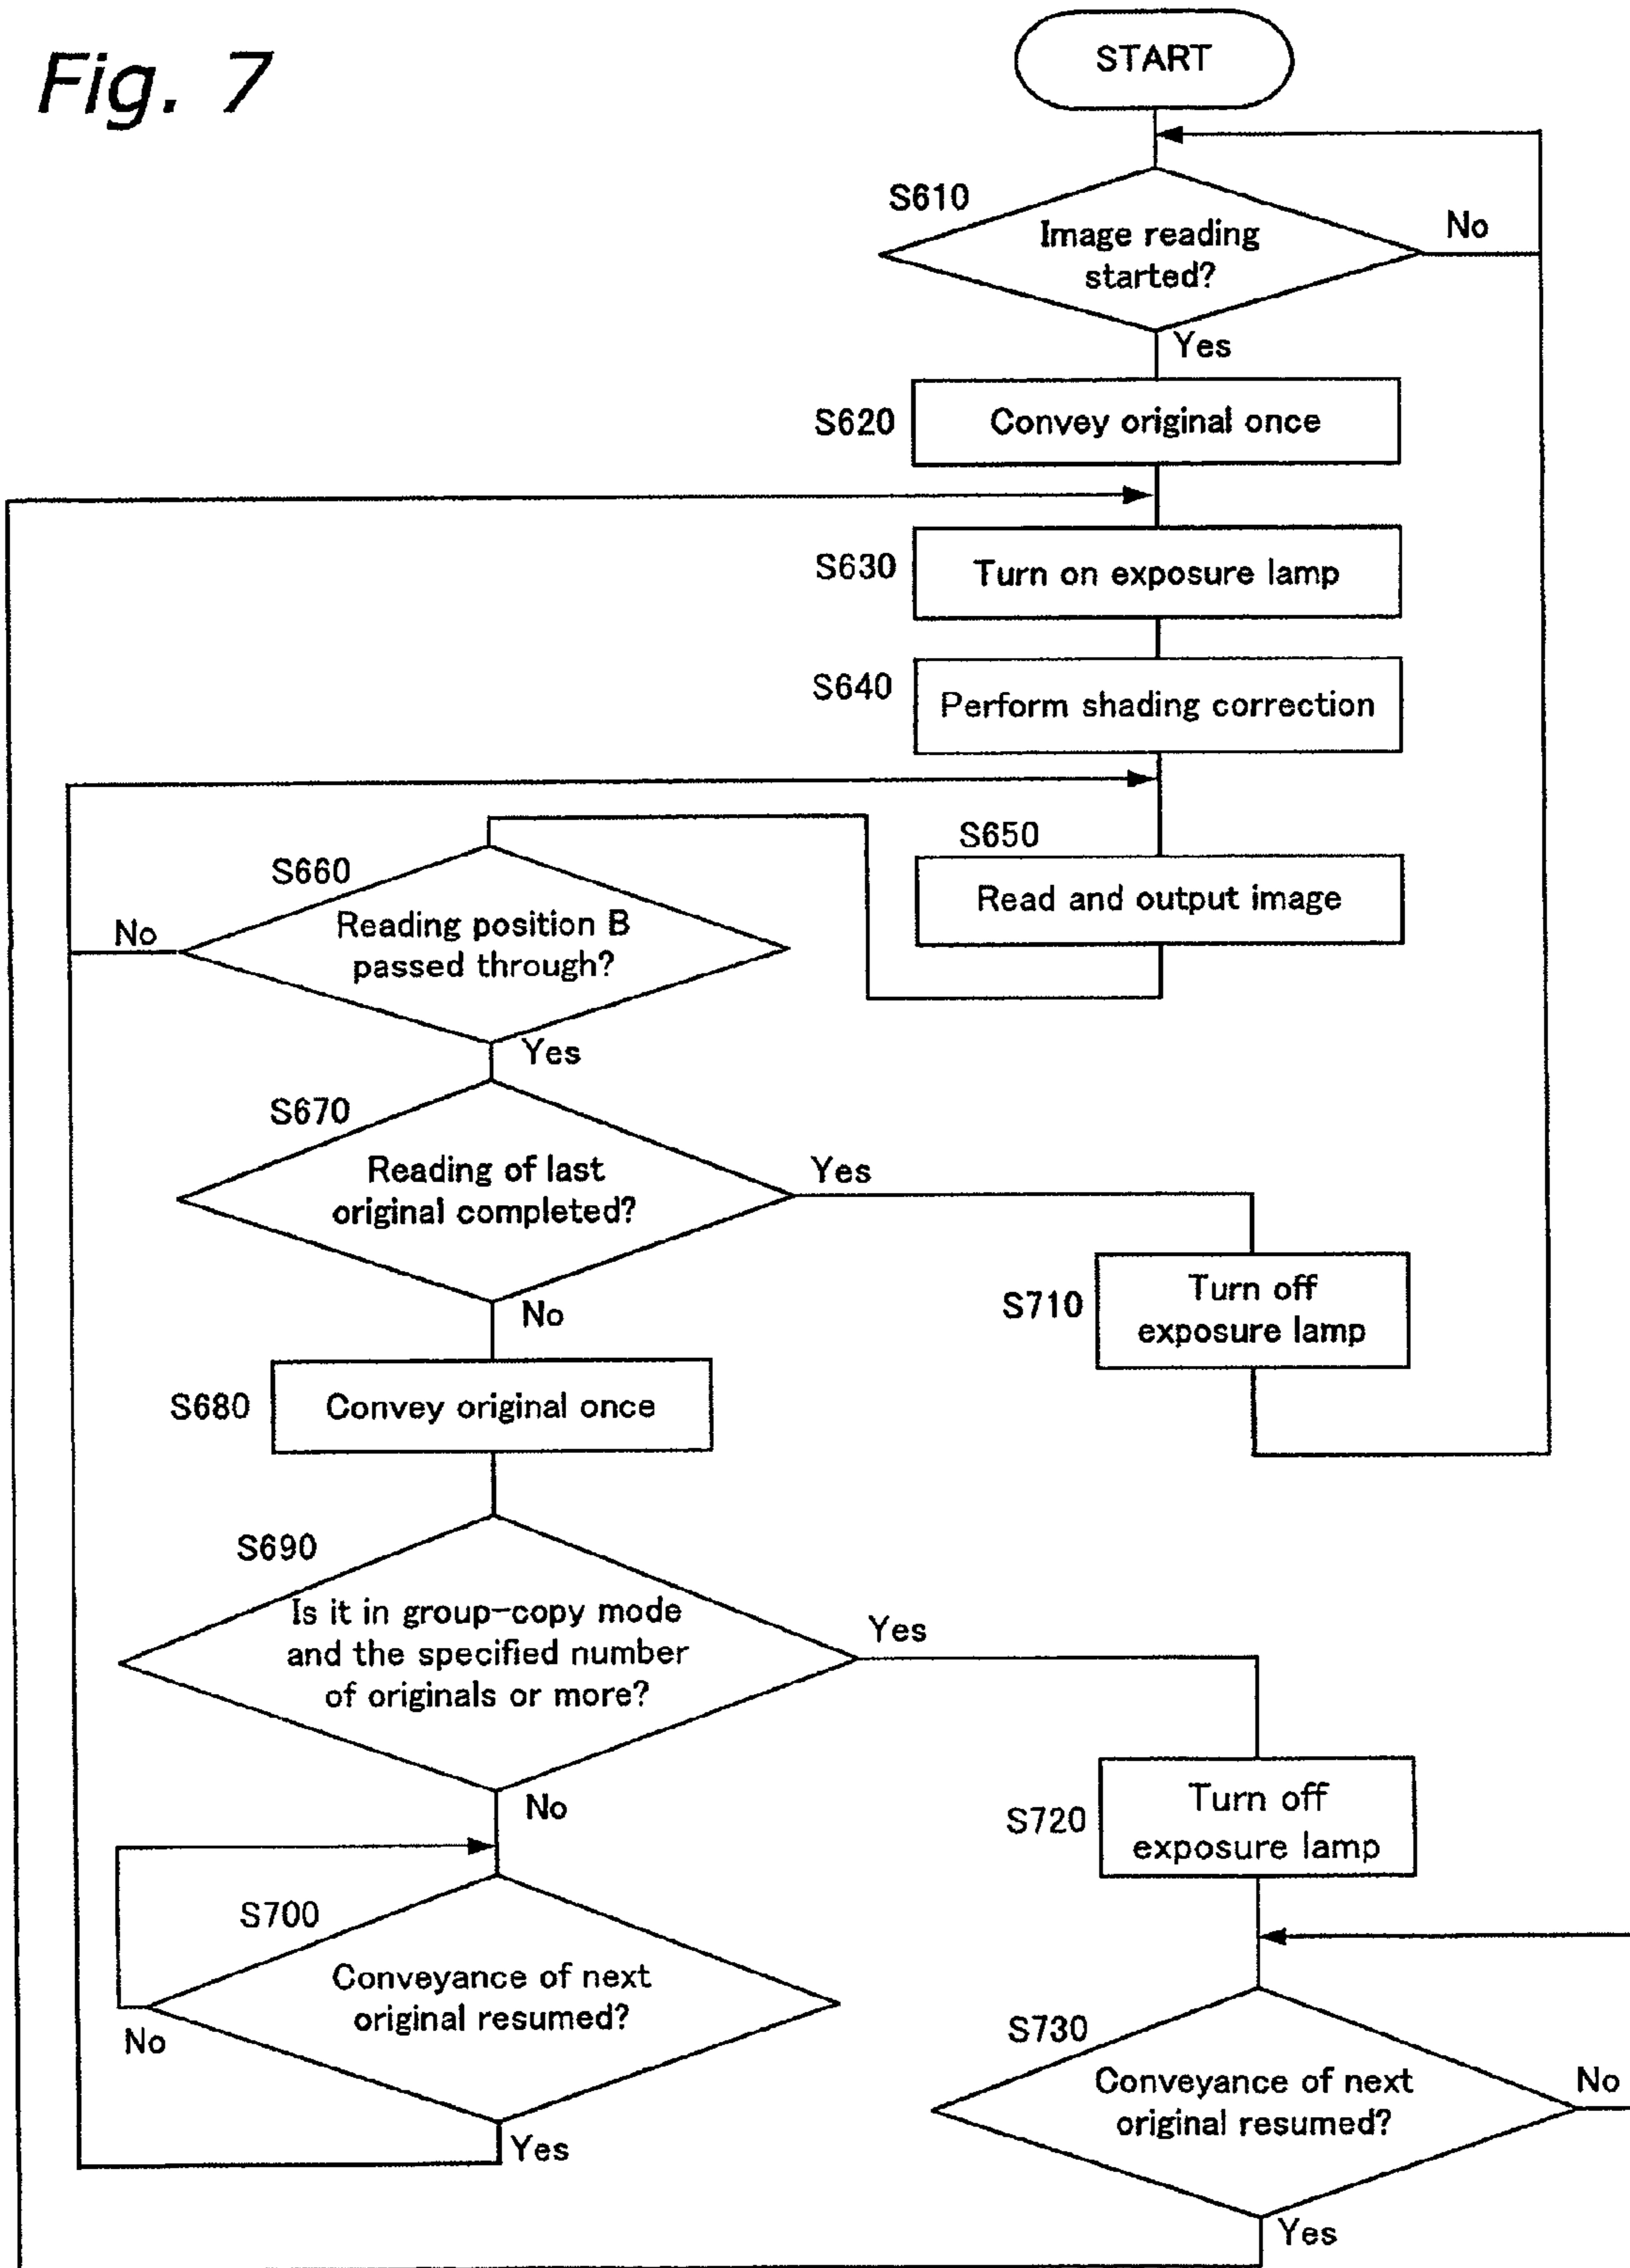 Fig. 7
START
S610
Image reading
started?
No
Yes
S620
Convey original once
S630
Turn on exposure lamp
S640
Perform shading correction
S650
Read and output image
S660
Reading position B
passed through?
No
Yes
S670
Reading of last
original completed?
Yes
No
S710
Turn off
exposure lamp
S680
Convey original once
S690
Is it in group-copy mode
and the specified number
of originals or more?
Yes
No
S720
Turn off
exposure lamp
S700
Conveyance of next
original resumed?
No
Yes
S730
Conveyance of next
original resumed?
No
Yes